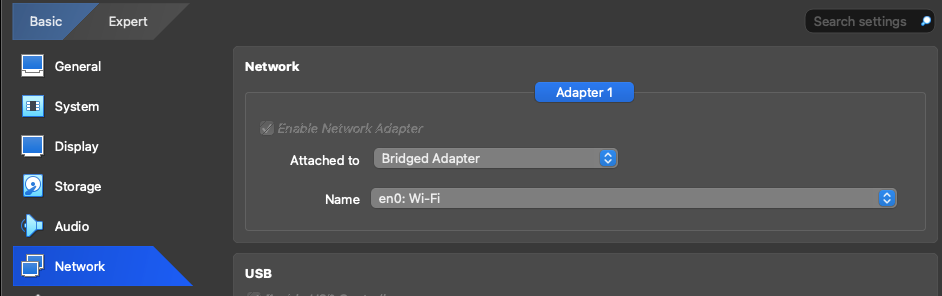 Basic Expert Search settings
General
Network
Adapter 1
System
Enable Network Adapter
Display
Attached to Bridged Adapter
Storage
Name en0: Wi-Fi
Audio
Network
USB